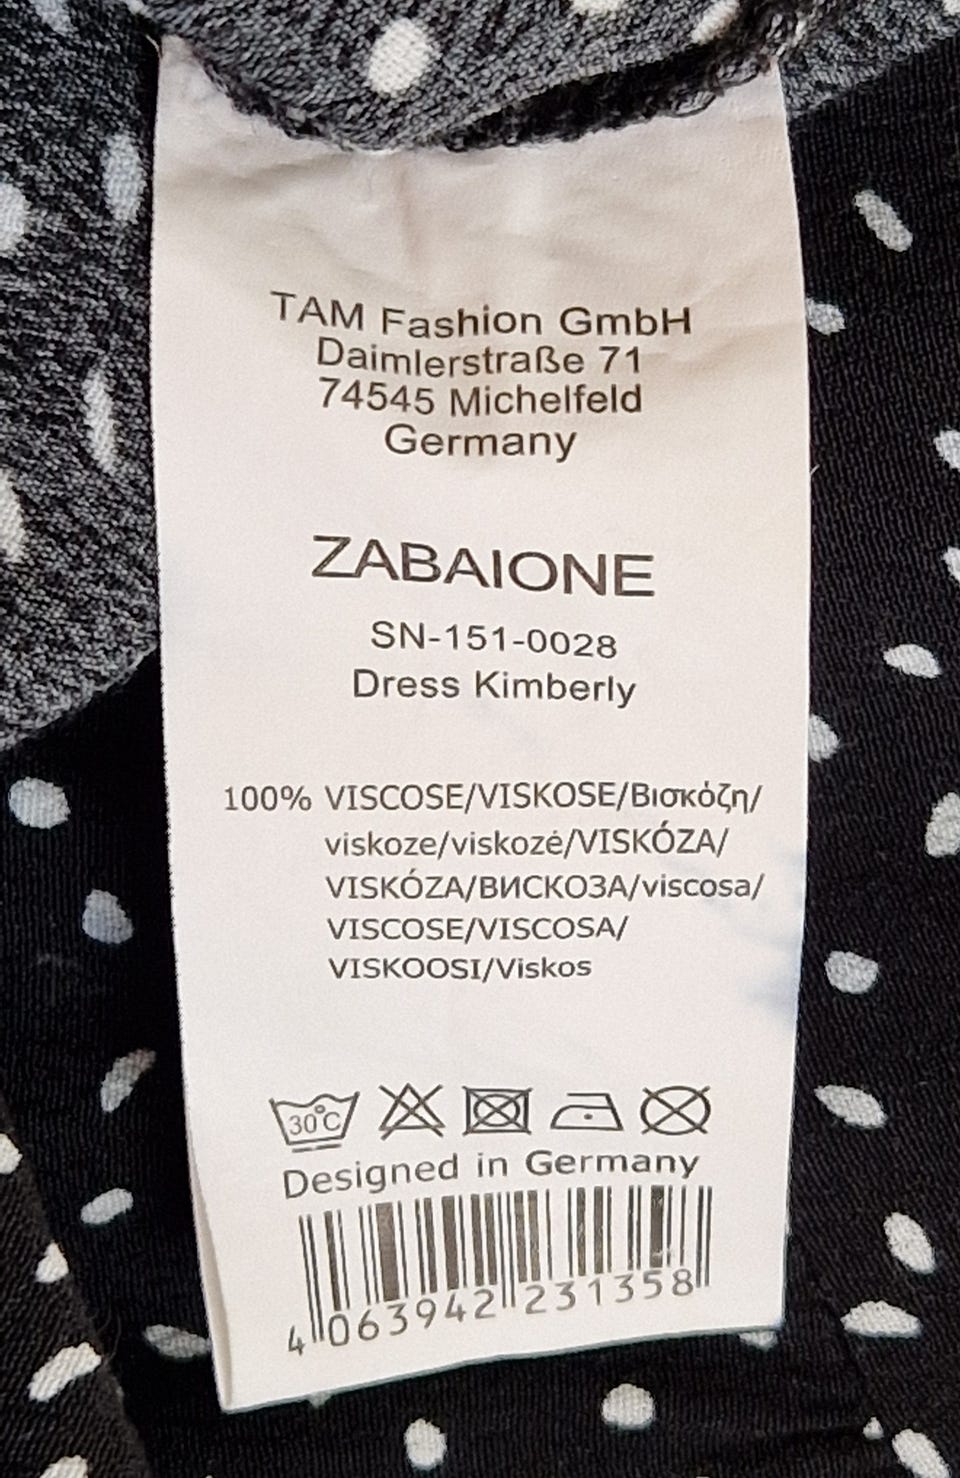 TAM Fashion GmbH
Daimlerstraße 71
74545 Michelfeld
Germany
ZABAIONE
SN-151-0028
Dress Kimberly
100% VISCOSE/VISKOSE/Βισκόζη/
viskoze/viskozė/VISKÓZA/
VISKÓZA/ВИСКОЗА/viscosa/
VISCOSE/VISCOSA/
VISKOOSI/Viskos
30°C
Designed in Germany
4 063942 231358